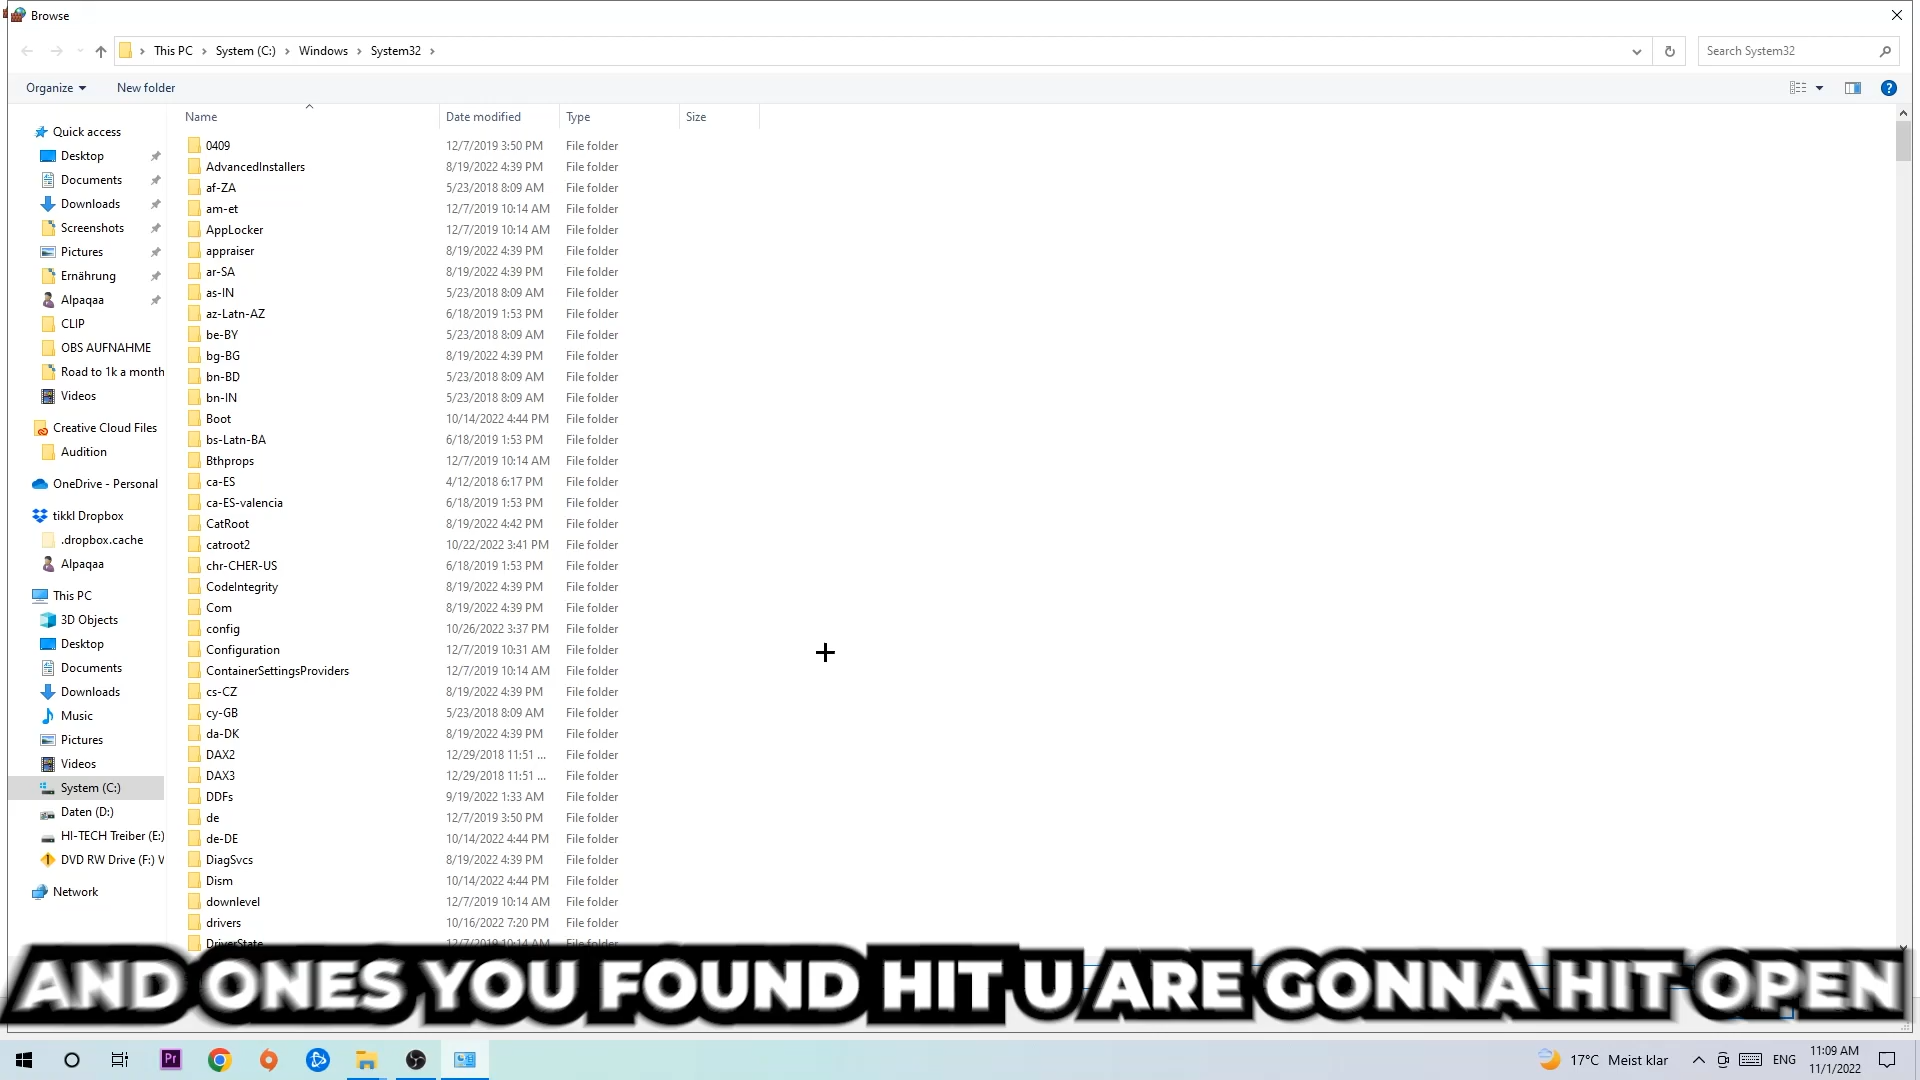 Browse
This PC > System (C:) > Windows > System32 >
Search System32
Organize
New folder
Name Date modified Type Size
0409 12/7/2019 3:50 PM File folder
AdvancedInstallers 8/19/2022 4:39 PM File folder
af-ZA 5/23/2018 8:09 AM File folder
am-et 12/7/2019 10:14 AM File folder
AppLocker 12/7/2019 10:14 AM File folder
appraiser 8/19/2022 4:39 PM File folder
ar-SA 8/19/2022 4:39 PM File folder
as-IN 5/23/2018 8:09 AM File folder
az-Latn-AZ 6/18/2019 1:53 PM File folder
be-BY 5/23/2018 8:09 AM File folder
bg-BG 8/19/2022 4:39 PM File folder
bn-BD 5/23/2018 8:09 AM File folder
bn-IN 5/23/2018 8:09 AM File folder
Boot 10/14/2022 4:44 PM File folder
bs-Latn-BA 6/18/2019 1:53 PM File folder
Bthprops 12/7/2019 10:14 AM File folder
ca-ES 4/12/2018 6:17 PM File folder
ca-ES-valencia 6/18/2019 1:53 PM File folder
CatRoot 8/19/2022 4:42 PM File folder
catroot2 10/22/2022 3:41 PM File folder
chr-CHER-US 6/18/2019 1:53 PM File folder
CodeIntegrity 8/19/2022 4:39 PM File folder
Com 8/19/2022 4:39 PM File folder
config 10/26/2022 3:37 PM File folder
Configuration 12/7/2019 10:31 AM File folder
ContainerSettingsProviders 12/7/2019 10:14 AM File folder
cs-CZ 8/19/2022 4:39 PM File folder
cy-GB 5/23/2018 8:09 AM File folder
da-DK 8/19/2022 4:39 PM File folder
DAX2 12/29/2018 11:51 ... File folder
DAX3 12/29/2018 11:51 ... File folder
DDFs 9/19/2022 1:33 AM File folder
de 12/7/2019 3:50 PM File folder
de-DE 10/14/2022 4:44 PM File folder
DiagSvcs 8/19/2022 4:39 PM File folder
Dism 10/14/2022 4:44 PM File folder
downlevel 12/7/2019 10:14 AM File folder
drivers 10/16/2022 7:20 PM File folder
DriverState 12/7/2019 10:14 AM File folder
Quick access
Desktop
Documents
Downloads
Screenshots
Pictures
Ernährung
Alpaqaa
CLIP
OBS AUFNAHME
Road to 1k a month
Videos
Creative Cloud Files
Audition
OneDrive - Personal
tikkl Dropbox
.dropbox.cache
Alpaqaa
This PC
3D Objects
Desktop
Documents
Downloads
Music
Pictures
Videos
System (C:)
Daten (D:)
HI-TECH Treiber (E:)
DVD RW Drive (F:) V
Network
AND ONES YOU FOUND HIT U ARE GONNA HIT OPEN
Pr
17°C Meist klar
ENG
11:09 AM
11/1/2022